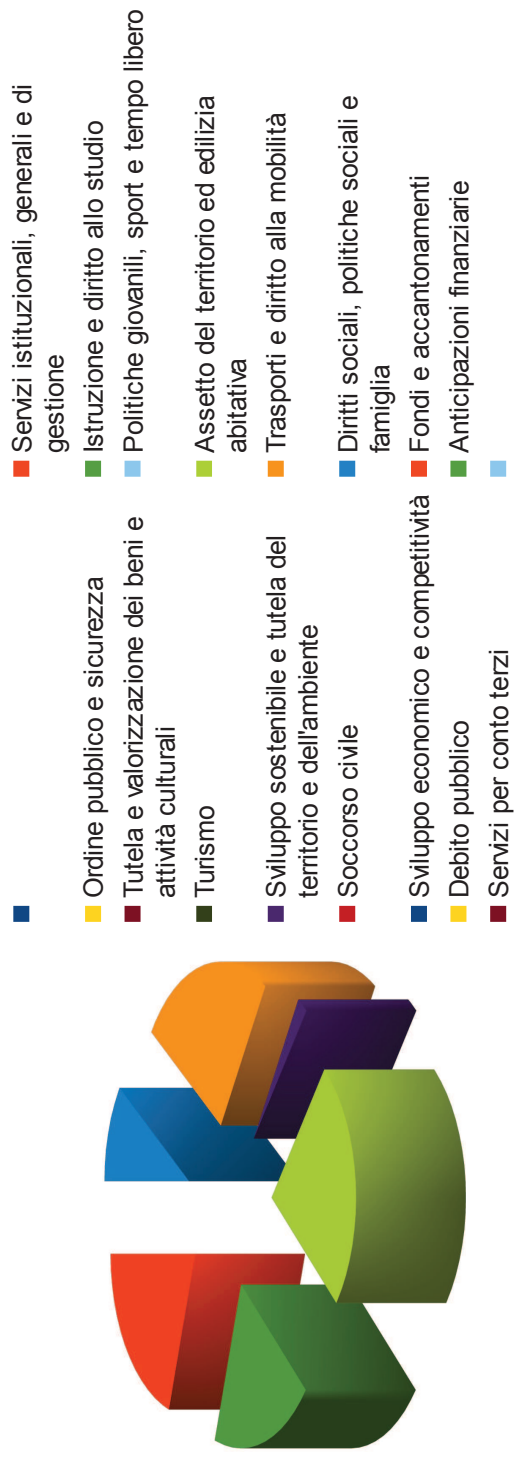 Servizi istituzionali, generali e di
gestione
Ordine pubblico e sicurezza
Istruzione e diritto allo studio
Tutela e valorizzazione dei beni e
attività culturali
Politiche giovanili, sport e tempo libero
Turismo
Assetto del territorio ed edilizia
abitativa
Sviluppo sostenibile e tutela del
territorio e dell'ambiente
Trasporti e diritto alla mobilità
Soccorso civile
Diritti sociali, politiche sociali e
famiglia
Sviluppo economico e competitività
Fondi e accantonamenti
Debito pubblico
Anticipazioni finanziarie
Servizi per conto terzi